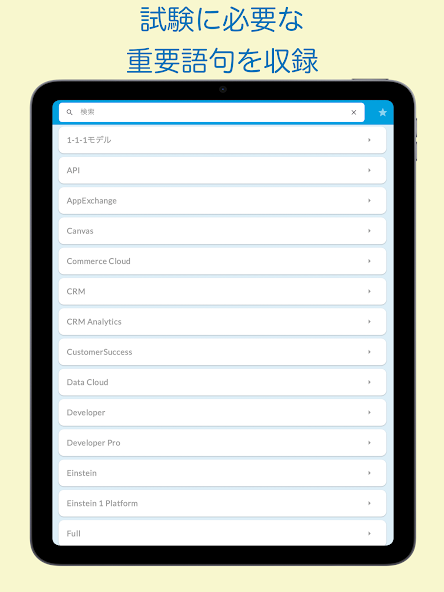 試験に必要な
重要語句を収録
検索
1-1-1モデル
API
AppExchange
Canvas
Commerce Cloud
CRM
CRM Analytics
CustomerSuccess
Data Cloud
Developer
Developer Pro
Einstein
Einstein 1 Platform
Full